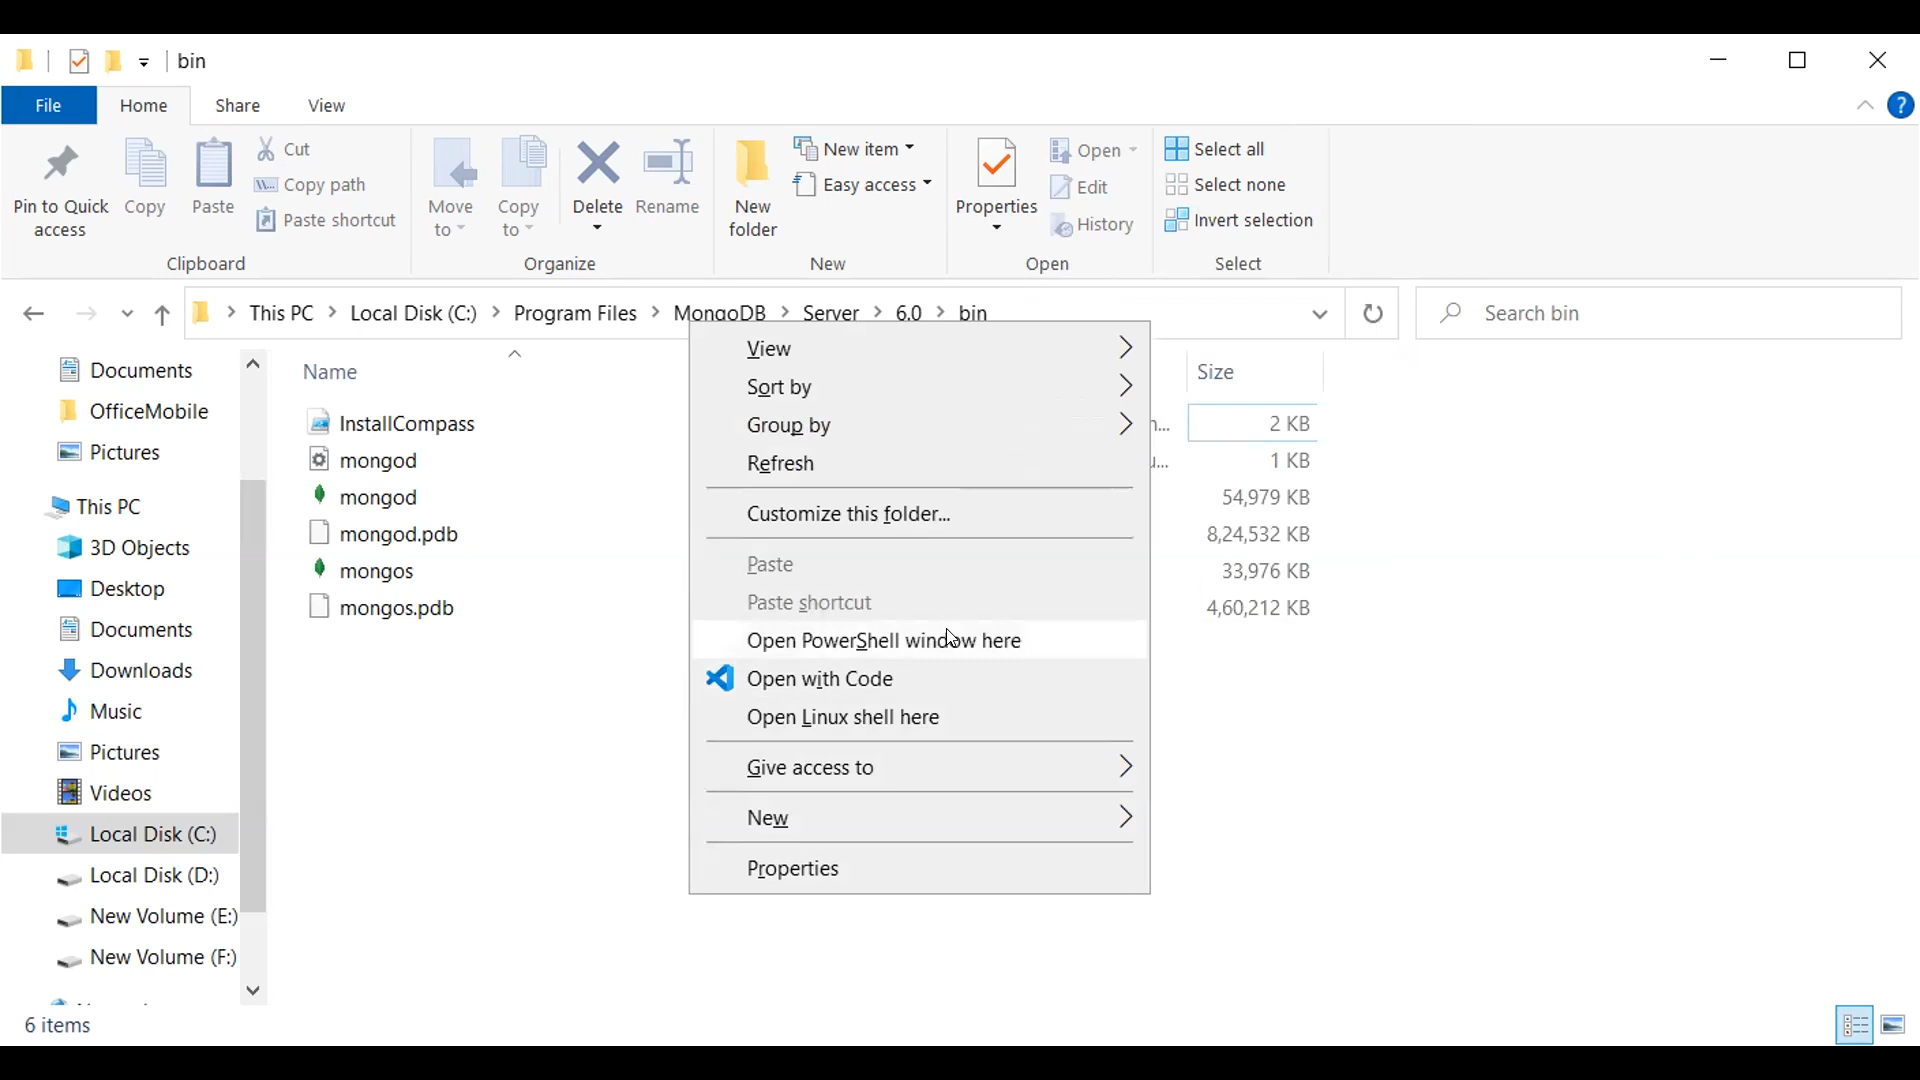 bin
File Home Share View
Pin to Quick access
Copy
Paste
Cut
Copy path
Paste shortcut
Clipboard
Move to
Copy to
Delete
Rename
Organize
New folder
New item
Easy access
New
Properties
Open
Edit
History
Open
Select all
Select none
Invert selection
Select
This PC Local Disk (C:) Program Files MongoDB Server 6.0 bin
Search bin
Documents
OfficeMobile
Pictures
This PC
3D Objects
Desktop
Documents
Downloads
Music
Pictures
Videos
Local Disk (C:)
Local Disk (D:)
New Volume (E:)
New Volume (F:)
Name
Size
InstallCompass
2 KB
mongod
1 KB
mongod
54,979 KB
mongod.pdb
8,24,532 KB
mongos
33,976 KB
mongos.pdb
4,60,212 KB
View
Sort by
Group by
Refresh
Customize this folder...
Paste
Paste shortcut
Open PowerShell window here
Open with Code
Open Linux shell here
Give access to
New
Properties
6 items